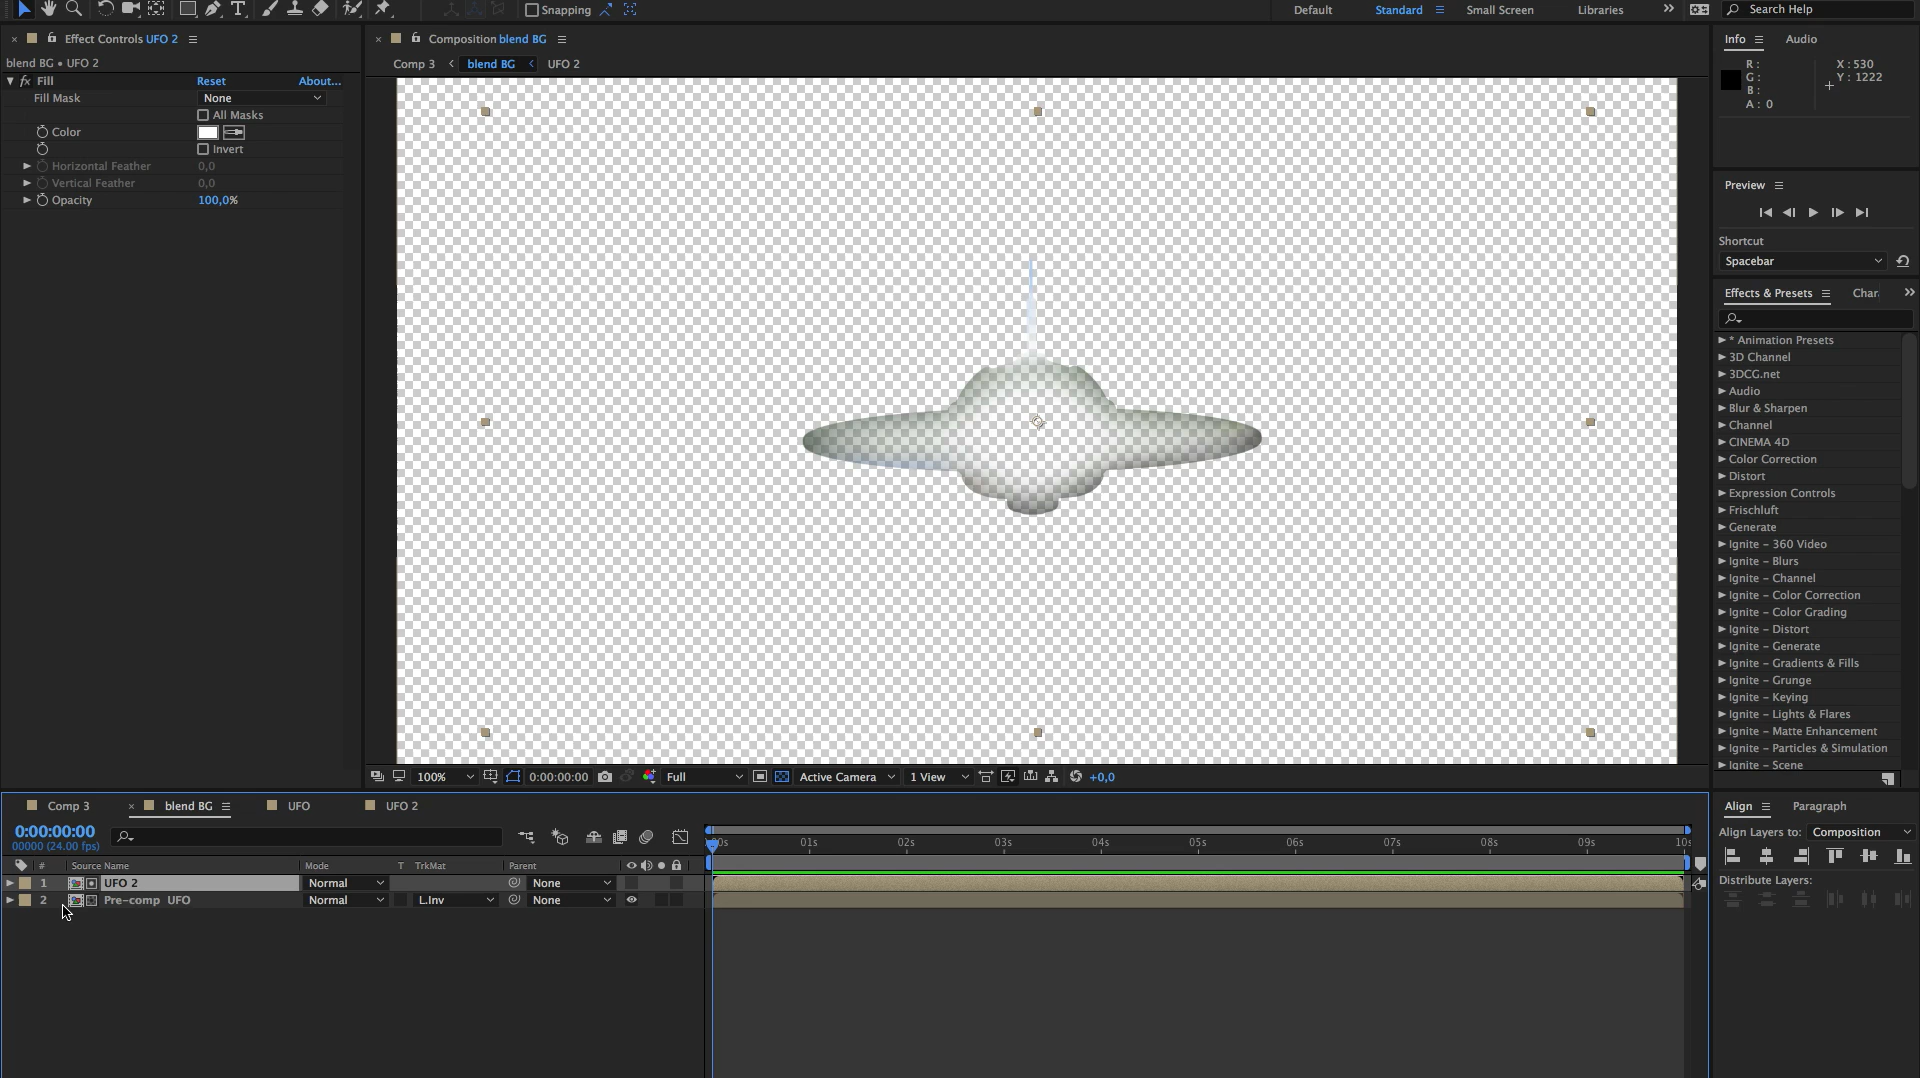 Snapping
Default
Standard
Small Screen
Libraries
Search Help
Effect Controls UFO 2
Composition blend BG
Info
Audio
blend BG • UFO 2
Comp 3
blend BG
UFO 2
R :
G :
B :
A : 0
X : 530
Y : 1222
Fill
Reset
About...
Fill Mask
None
All Masks
Color
Invert
Horizontal Feather
0,0
Vertical Feather
0,0
Opacity
100,0%
Preview
Shortcut
Spacebar
Effects & Presets
Char
* Animation Presets
3D Channel
3DCG.net
Audio
Blur & Sharpen
Channel
CINEMA 4D
Color Correction
Distort
Expression Controls
Frischluft
Generate
Ignite - 360 Video
Ignite - Blurs
Ignite - Channel
Ignite - Color Correction
Ignite - Color Grading
Ignite - Distort
Ignite - Generate
Ignite - Gradients & Fills
Ignite - Grunge
Ignite - Keying
Ignite - Lights & Flares
Ignite - Matte Enhancement
Ignite - Particles & Simulation
Ignite - Scene
100%
0:00:00:00
Full
Active Camera
1 View
+0,0
Comp 3
blend BG
UFO
UFO 2
0:00:00:00
00000 (24.00 fps)
00s
01s
02s
03s
04s
05s
06s
07s
08s
09s
10s
#
Source Name
Mode
T
TrkMat
Parent
1
UFO 2
Normal
None
2
Pre-comp UFO
Normal
L.Inv
None
Align
Paragraph
Align Layers to:
Composition
Distribute Layers: